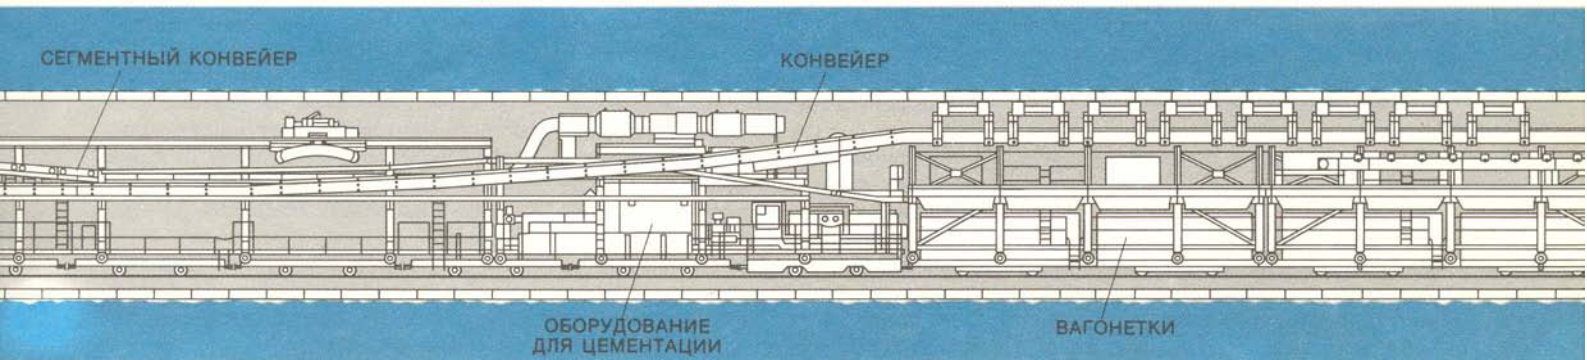 СЕГМЕНТНЫЙ КОНВЕЙЕР
КОНВЕЙЕР
ОБОРУДОВАНИЕ
ДЛЯ ЦЕМЕНТАЦИИ
ВАГОНЕТКИ